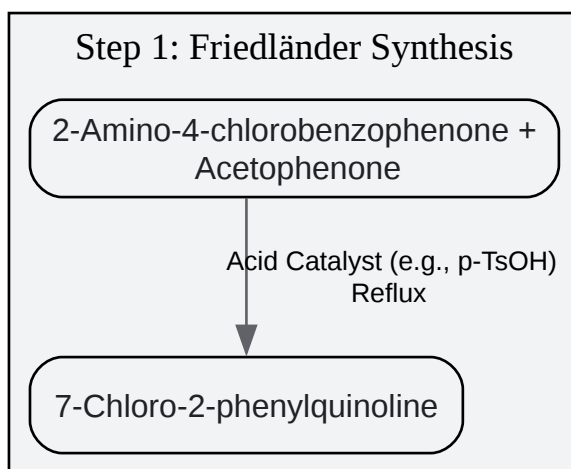 Step 1: Friedländer Synthesis
2-Amino-4-chlorobenzophenone +
Acetophenone
Acid Catalyst (e.g., p-TsOH)
Reflux
7-Chloro-2-phenylquinoline